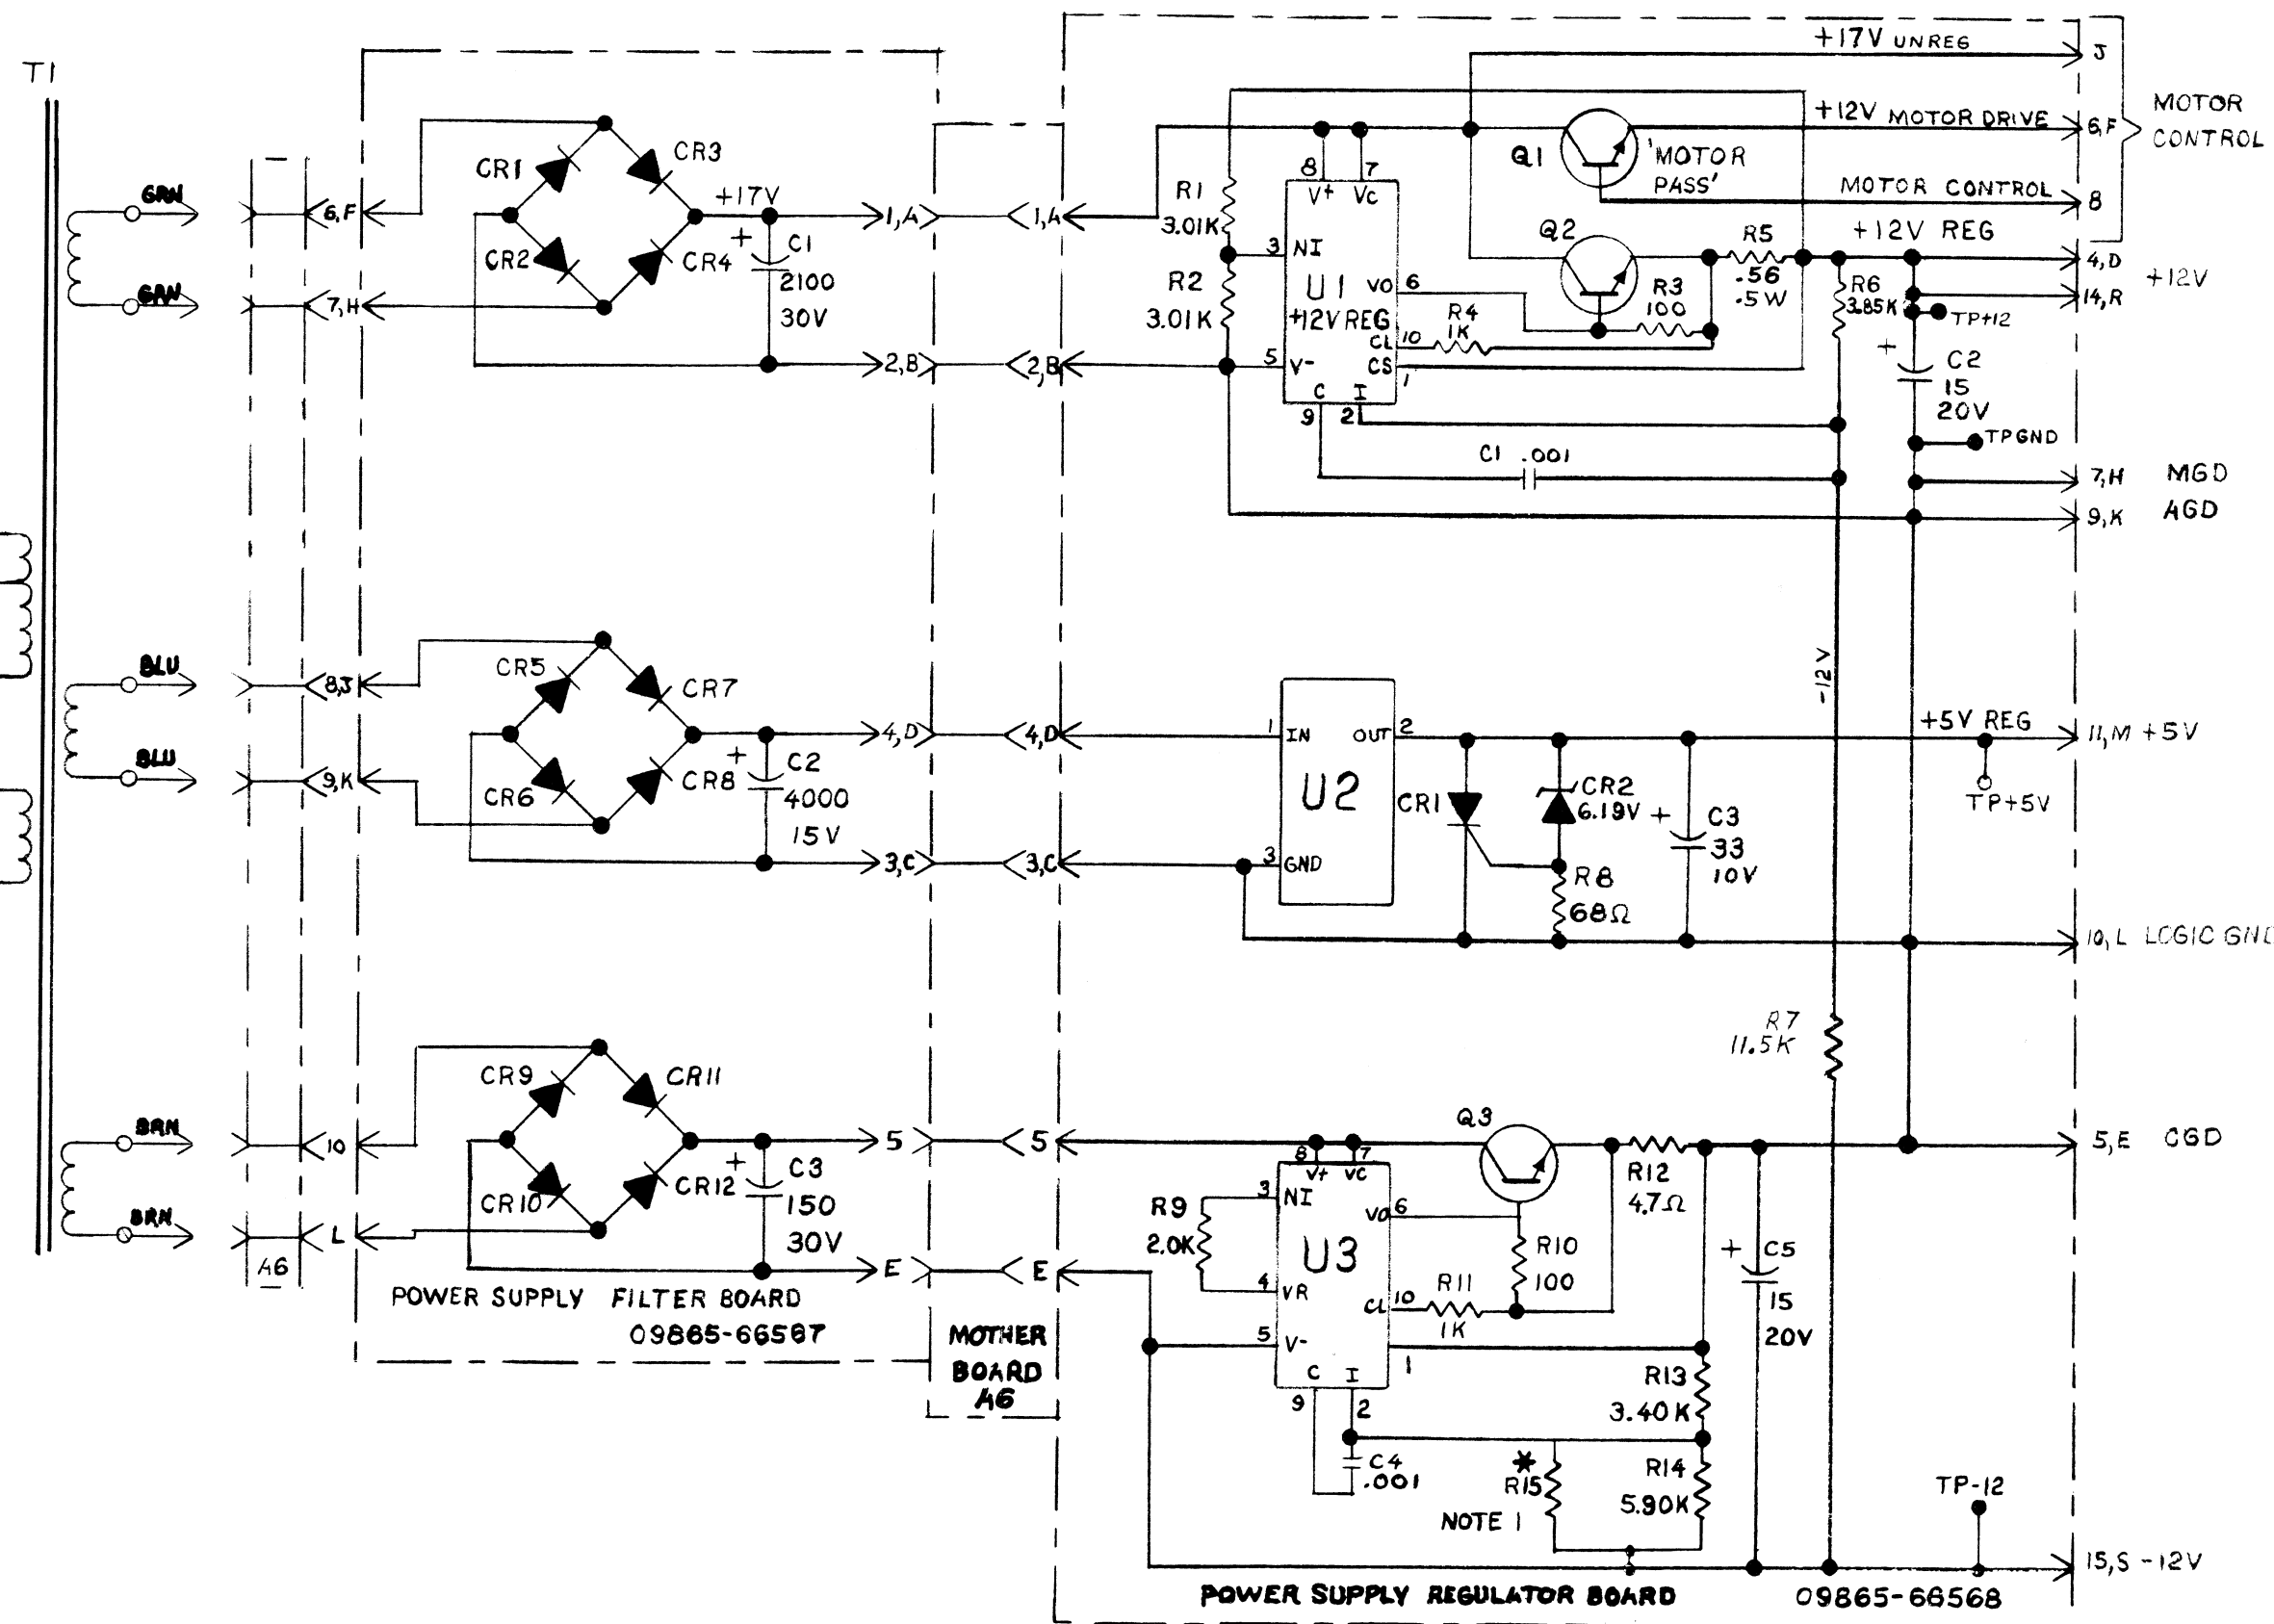 T1
GRN
GRN
6,F
7,H
CR1
CR3
CR2
CR4
+17V
+
C1
2100
30V
1,A
1,A
2,B
2,B
+17V UNREG
J
+12V MOTOR DRIVE
6,F
MOTOR
CONTROL
Q1
'MOTOR
PASS'
MOTOR CONTROL
8
R1
3.01K
R2
3.01K
8
7
V+
VC
3
NI
U1
+12V REG
VO
6
CL
10
CS
1
5
V-
C
I
9
2
R4
1K
Q2
R3
100
R5
.56
.5W
+12V REG
4,D
+12V
14,R
R6
3.85K
TP+12
+
C2
15
20V
TPGND
C1 .001
7,H MGD
9,K AGD
BLU
BLU
8,J
9,K
CR5
CR7
CR6
CR8
+
C2
4000
15V
4,D
4,D
3,C
3,C
1
IN
OUT
2
U2
3
GND
CR1
CR2
6.19V
R8
68Ω
+
C3
33
10V
-12V
+5V REG
11,M +5V
TP+5V
10,L LOGIC GND
R7
11.5K
BRN
BRN
10
L
A6
CR9
CR11
CR10
CR12
+
C3
150
30V
5
5
E
E
POWER SUPPLY FILTER BOARD
09865-66567
MOTHER
BOARD
A6
Q3
8
7
V+
VC
3
NI
R9
2.0K
U3
VO
6
4
VR
CL
10
5
V-
1
C
I
9
2
R10
100
R11
1K
R12
4.7Ω
5,E CGD
+
C5
15
20V
R13
3.40K
C4
.001
*
R15
NOTE 1
R14
5.90K
TP-12
15,S -12V
POWER SUPPLY REGULATOR BOARD
09865-66568